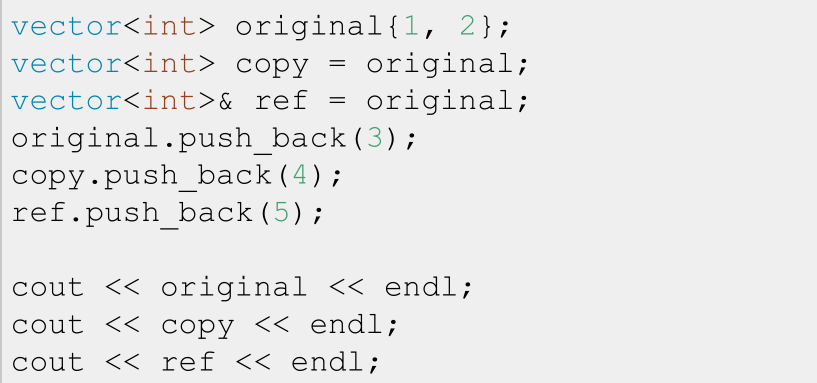 vector<int> original{1, 2};
vector<int> copy = original;
vector<int>& ref = original;
original.push_back(3);
copy.push_back(4);
ref.push_back(5);

cout << original << endl;
cout << copy << endl;
cout << ref << endl;